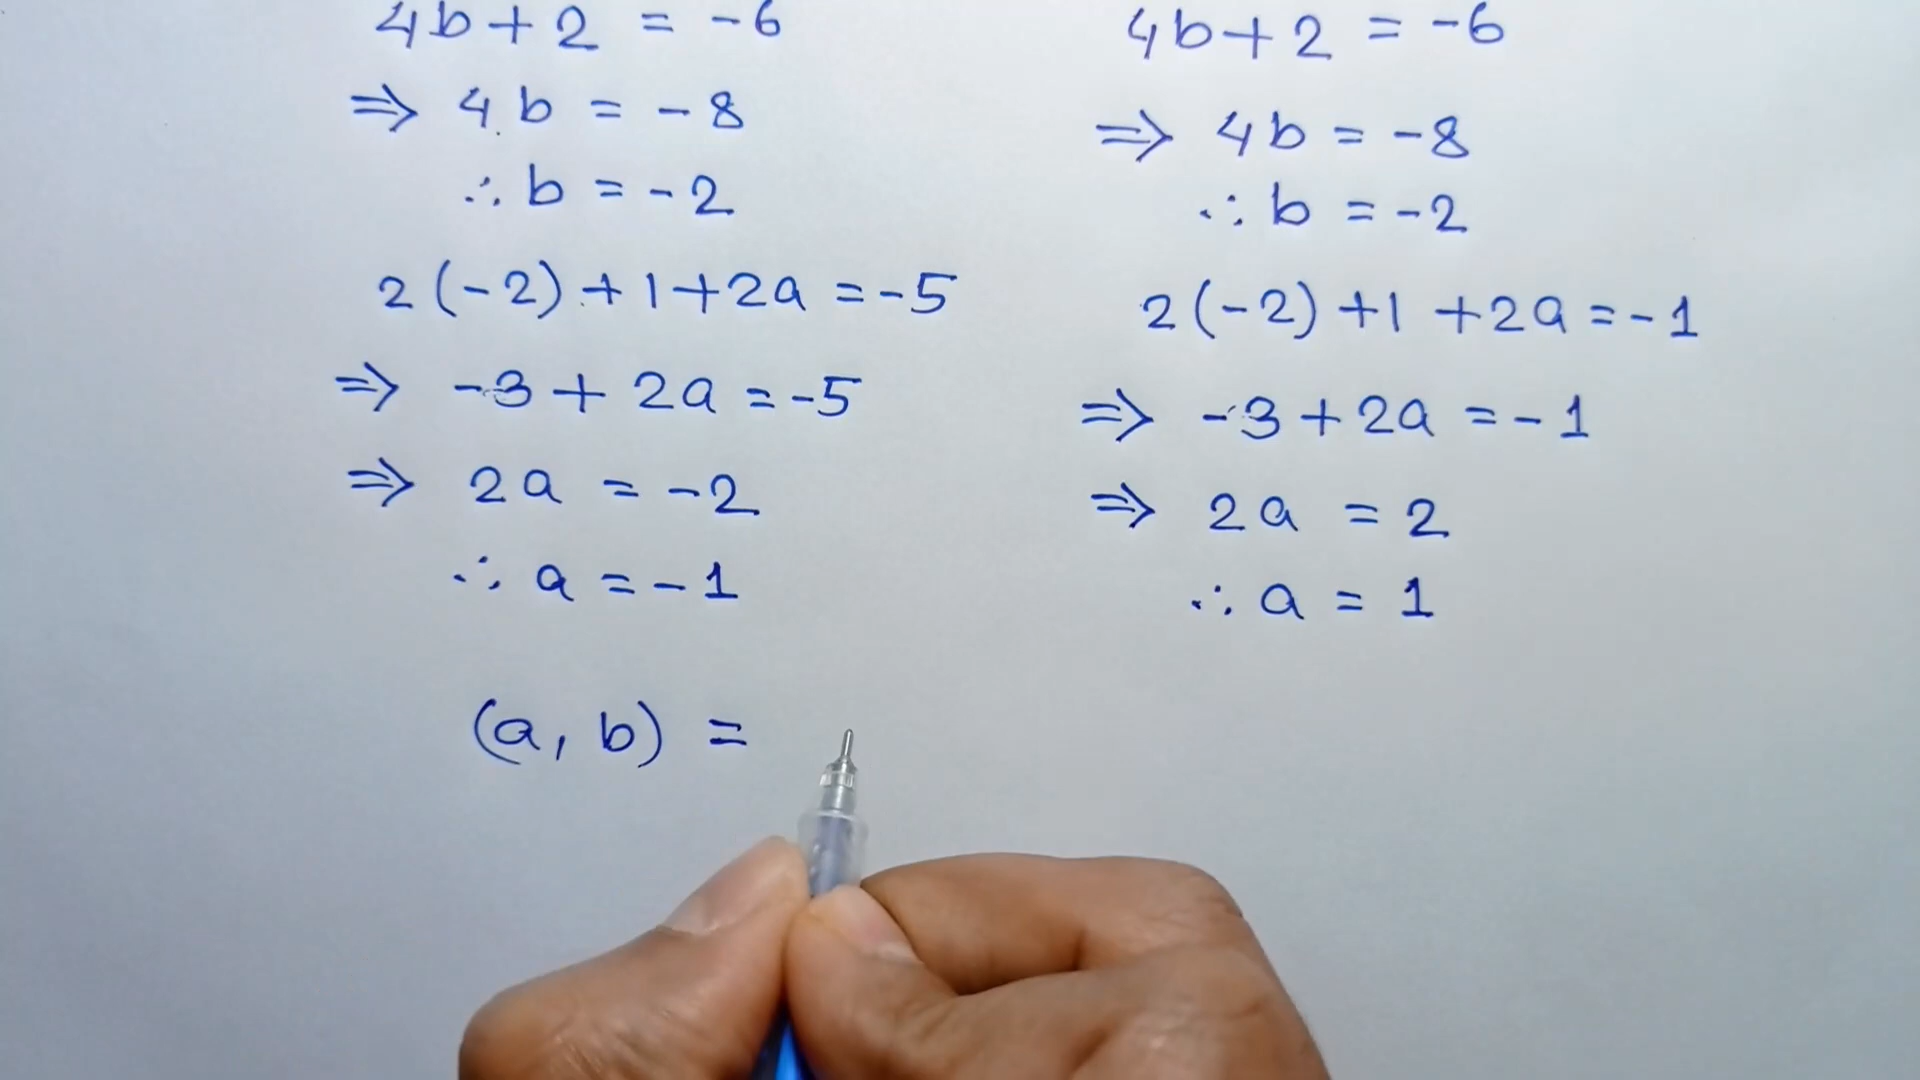 4b + 2 = -6
⇒ 4b = -8
∴ b = -2
2(-2) + 1 + 2a = -5
⇒ -3 + 2a = -5
⇒ 2a = -2
∴ a = -1
(a, b) =
4b + 2 = -6
⇒ 4b = -8
∴ b = -2
2(-2) + 1 + 2a = -1
⇒ -3 + 2a = -1
⇒ 2a = 2
∴ a = 1